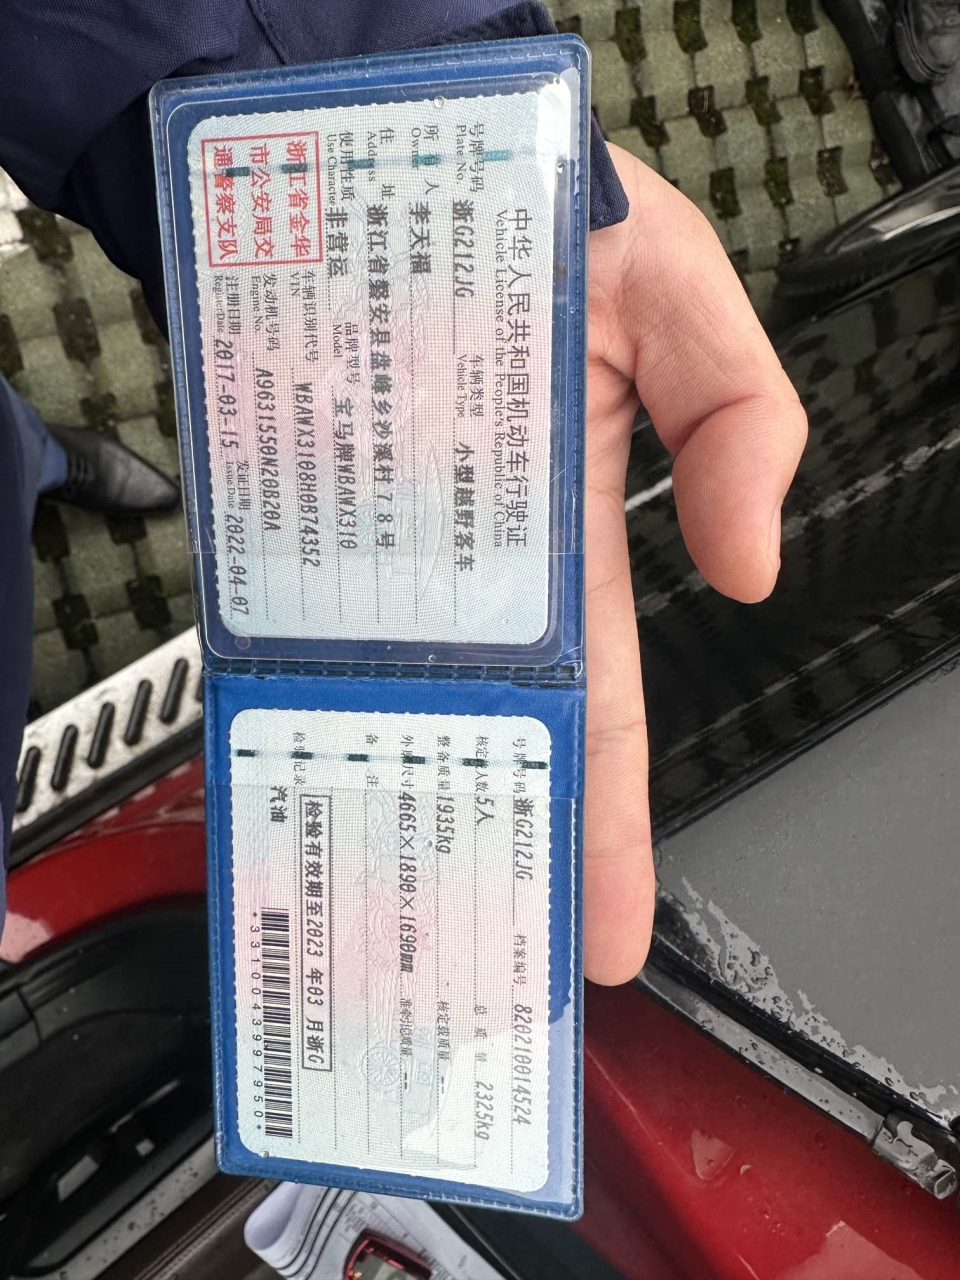 中华人民共和国机动车行驶证
Vehicle License of the People's Republic of China
号牌号码 浙G212JG 车辆类型 小型越野客车
Plate No. Vehicle Type
所有人 李天福
Owner
住址 浙江省磐安县盘峰乡沙溪村78号
Address
使用性质 非营运 品牌型号 宝马牌WBAWX310
Use Character Model
浙江省金华
市公安局交
通警察支队
车辆识别代号 WBAWX3108H0B74352
VIN
发动机号码 A9631550N20B20A
Engine No.
注册日期 2017-03-15 发证日期 2022-04-07
Register Date Issue Date
号牌号码 浙G212JG 档案编号 820210014524
核定载人数 5人 总质量 2325kg
整备质量 1935kg 核定载质量 --
外廓尺寸 4665×1890×1690mm 准牵引总质量 --
备注
检验有效期至2023年03月浙G
检验记录
汽油
*3310043997950*